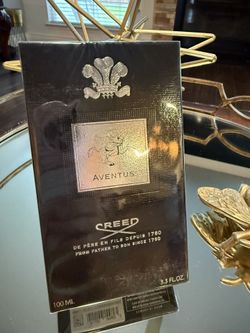 AVENTUS
CREED
DE PÈRE EN FILS DEPUIS 1760
FROM FATHER TO SON SINCE 1760
100 ML
3.3 FL.OZ.